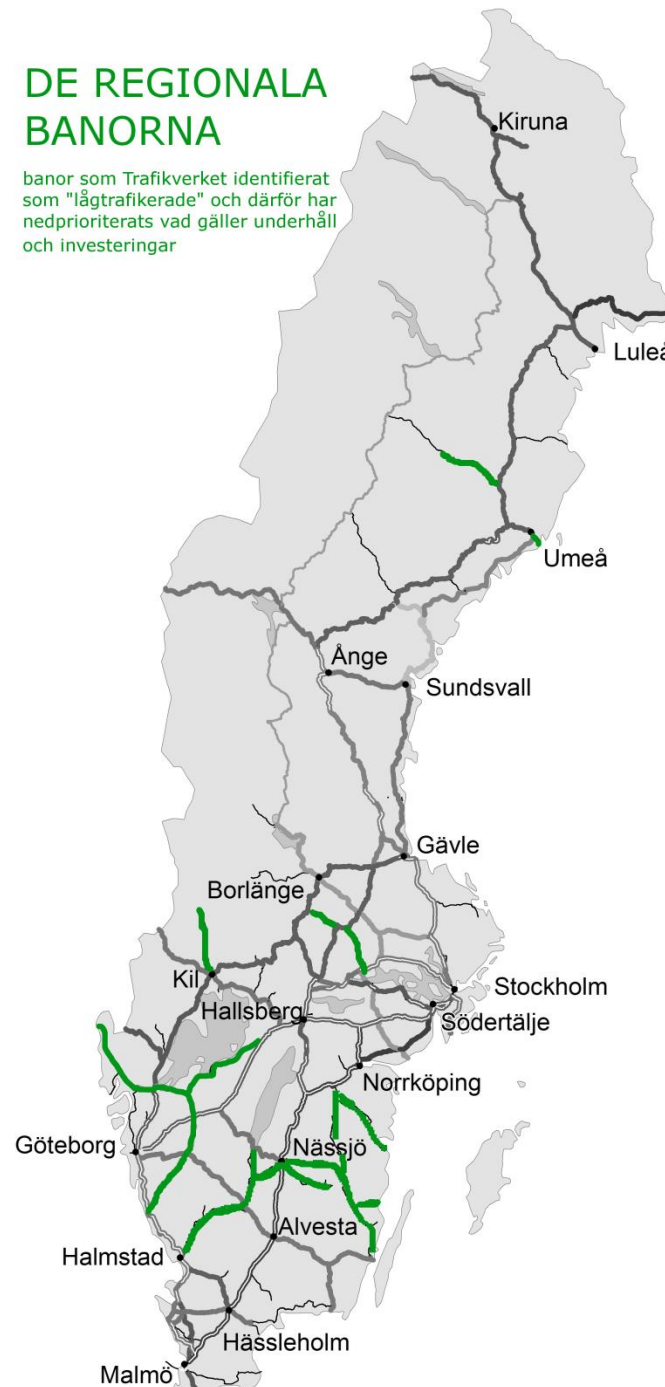 DE REGIONALA
BANORNA
banor som Trafikverket identifierat
som "lågtrafikerade" och därför har
nedprioriterats vad gäller underhåll
och investeringar
Kiruna
Luleå
Umeå
Ånge
Sundsvall
Gävle
Borlänge
Kil
Stockholm
Hallsberg
Södertälje
Norrköping
Göteborg
Nässjö
Alvesta
Halmstad
Hässleholm
Malmö